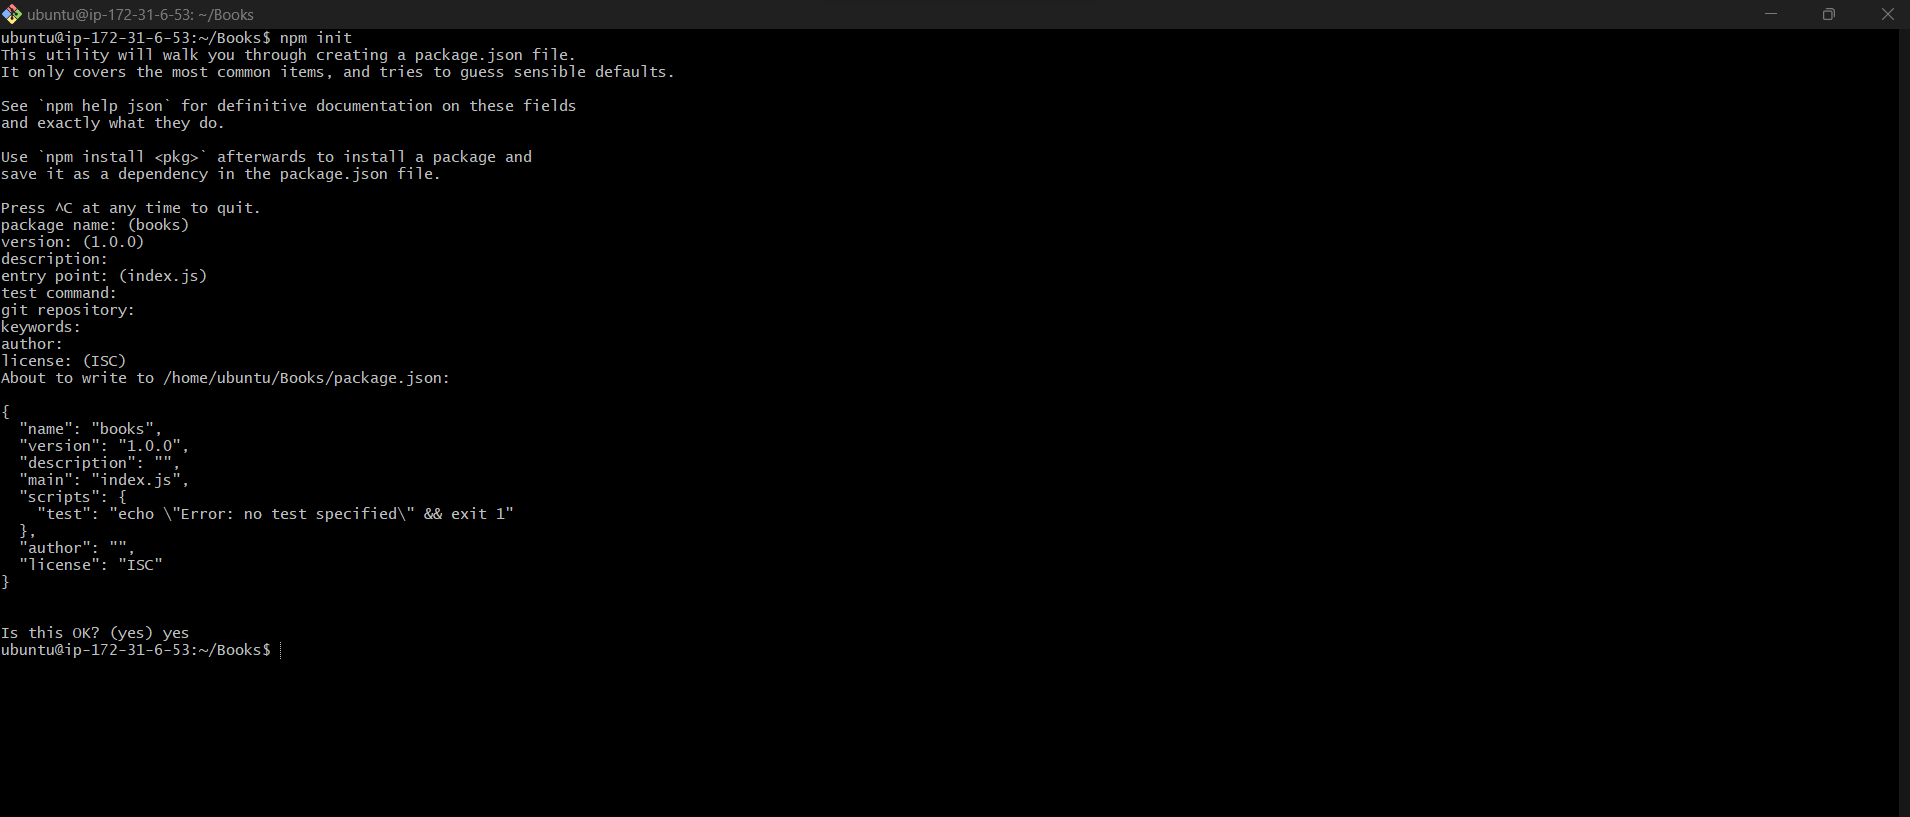 ubuntu@ip-172-31-6-53: ~/Books
ubuntu@ip-172-31-6-53:~/Books$ npm init
This utility will walk you through creating a package.json file.
It only covers the most common items, and tries to guess sensible defaults.
See `npm help json` for definitive documentation on these fields
and exactly what they do.
Use `npm install <pkg>` afterwards to install a package and
save it as a dependency in the package.json file.
Press ^C at any time to quit.
package name: (books)
version: (1.0.0)
description:
entry point: (index.js)
test command:
git repository:
keywords:
author:
license: (ISC)
About to write to /home/ubuntu/Books/package.json:
{
  "name": "books",
  "version": "1.0.0",
  "description": "",
  "main": "index.js",
  "scripts": {
    "test": "echo \"Error: no test specified\" && exit 1"
  },
  "author": "",
  "license": "ISC"
}
Is this OK? (yes) yes
ubuntu@ip-172-31-6-53:~/Books$